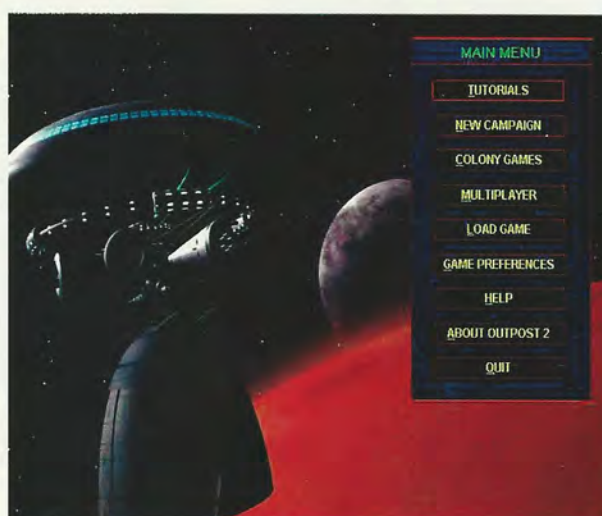 MAIN MENU
TUTORIALS
NEW CAMPAIGN
COLONY GAMES
MULTIPLAYER
LOAD GAME
GAME PREFERENCES
HELP
ABOUT OUTPOST 2
QUIT